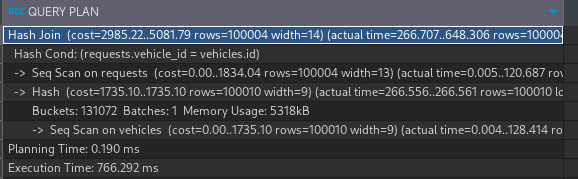 QUERY PLAN
Hash Join (cost=2985.22..5081.79 rows=100004 width=14) (actual time=266.707..648.306 rows=100004
Hash Cond: (requests.vehicle_id = vehicles.id)
-> Seq Scan on requests (cost=0.00..1834.04 rows=100004 width=13) (actual time=0.005..120.687 row
-> Hash (cost=1735.10..1735.10 rows=100010 width=9) (actual time=266.556..266.561 rows=100010 lo
Buckets: 131072 Batches: 1 Memory Usage: 5318kB
-> Seq Scan on vehicles (cost=0.00..1735.10 rows=100010 width=9) (actual time=0.004..128.414 ro
Planning Time: 0.190 ms
Execution Time: 766.292 ms